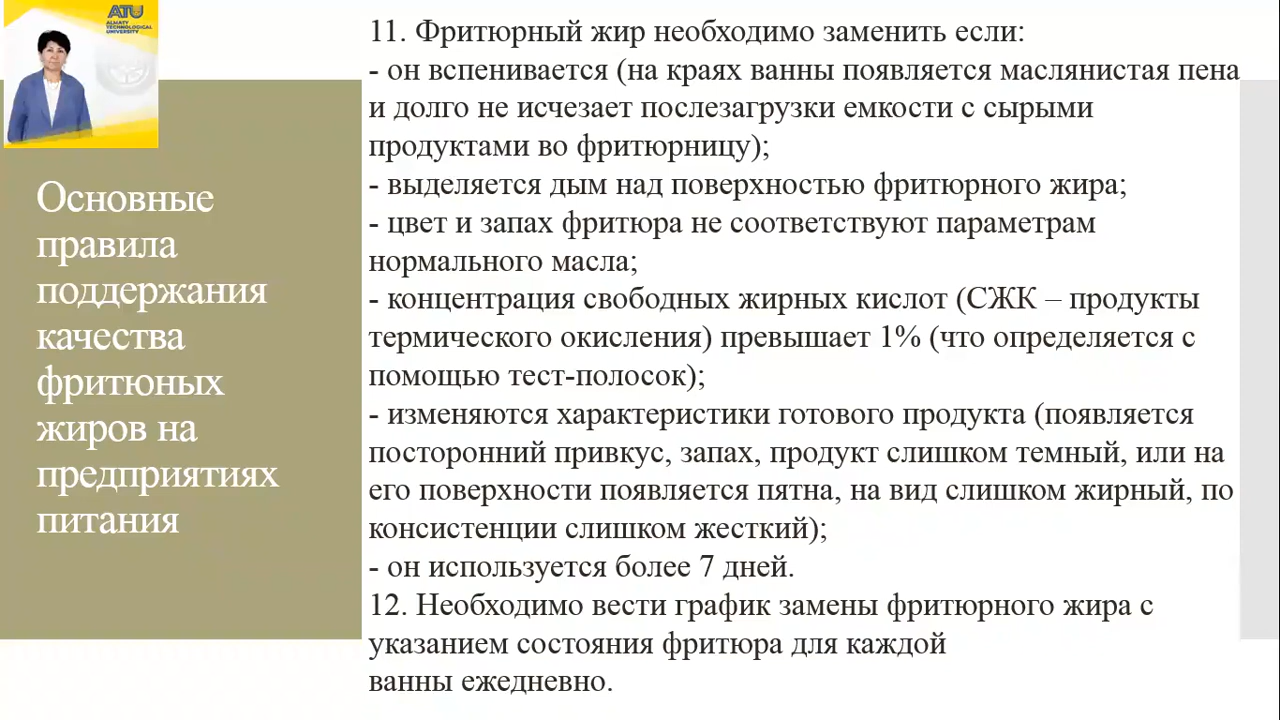 ATU
ALMATY
TECHNOLOGICAL
UNIVERSITY
Основные
правила
поддержания
качества
фритюных
жиров на
предприятиях
питания
11. Фритюрный жир необходимо заменить если:
- он вспенивается (на краях ванны появляется маслянистая пена
и долго не исчезает послезагрузки емкости с сырыми
продуктами во фритюрницу);
- выделяется дым над поверхностью фритюрного жира;
- цвет и запах фритюра не соответствуют параметрам
нормального масла;
- концентрация свободных жирных кислот (СЖК – продукты
термического окисления) превышает 1% (что определяется с
помощью тест-полосок);
- изменяются характеристики готового продукта (появляется
посторонний привкус, запах, продукт слишком темный, или на
его поверхности появляется пятна, на вид слишком жирный, по
консистенции слишком жесткий);
- он используется более 7 дней.
12. Необходимо вести график замены фритюрного жира с
указанием состояния фритюра для каждой
ванны ежедневно.